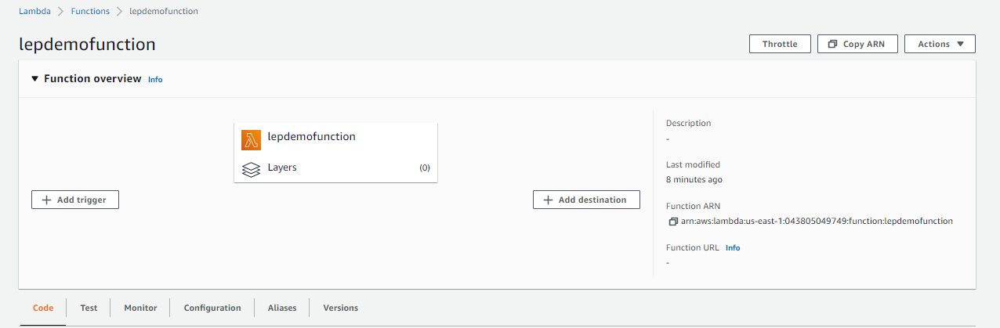 Lambda > Functions > lepdemofunction
lepdemofunction
Throttle
Copy ARN
Actions
Function overview Info
lepdemofunction
Layers (0)
Add trigger
Add destination
Description
-
Last modified
8 minutes ago
Function ARN
arn:aws:lambda:us-east-1:043805049749:function:lepdemofunction
Function URL Info
-
Code Test Monitor Configuration Aliases Versions